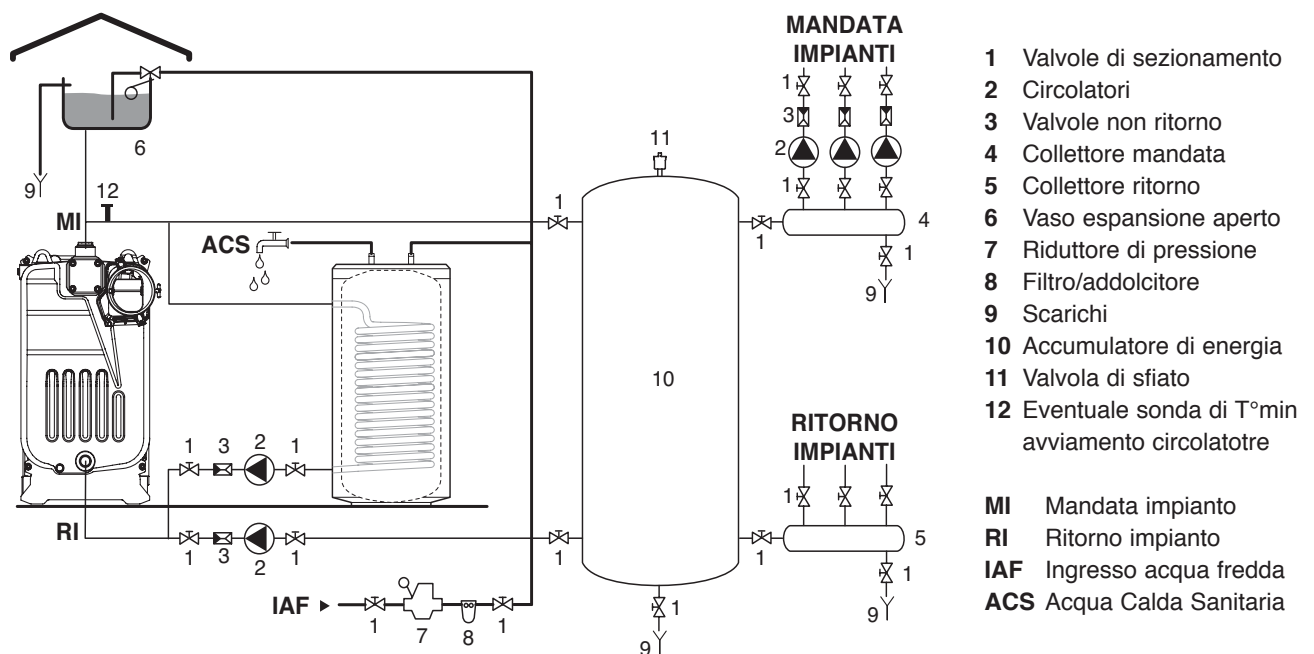 MANDATA
IMPIANTI
1
3
2
1
4
1
1
9
11
6
9
12
MI
ACS
1
10
RITORNO
IMPIANTI
1
1
3
2
1
RI
1
3
2
1
1
1
5
1
9
IAF
1
7
8
1
1
9
1 Valvole di sezionamento
2 Circolatori
3 Valvole non ritorno
4 Collettore mandata
5 Collettore ritorno
6 Vaso espansione aperto
7 Riduttore di pressione
8 Filtro/addolcitore
9 Scarichi
10 Accumulatore di energia
11 Valvola di sfiato
12 Eventuale sonda di T°min
avviamento circolatotre
MI Mandata impianto
RI Ritorno impianto
IAF Ingresso acqua fredda
ACS Acqua Calda Sanitaria